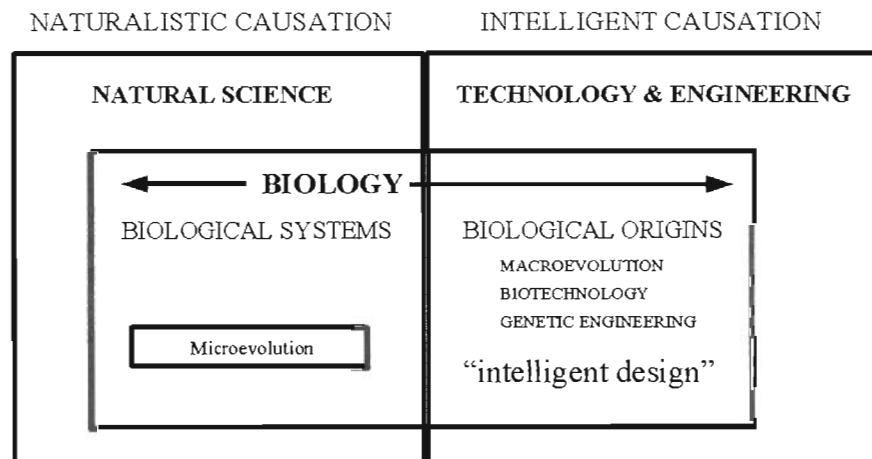 NATURALISTIC CAUSATION
INTELLIGENT CAUSATION
NATURAL SCIENCE
TECHNOLOGY & ENGINEERING
BIOLOGY
BIOLOGICAL SYSTEMS
BIOLOGICAL ORIGINS
MACROEVOLUTION
BIOTECHNOLOGY
GENETIC ENGINEERING
Microevolution
“intelligent design”